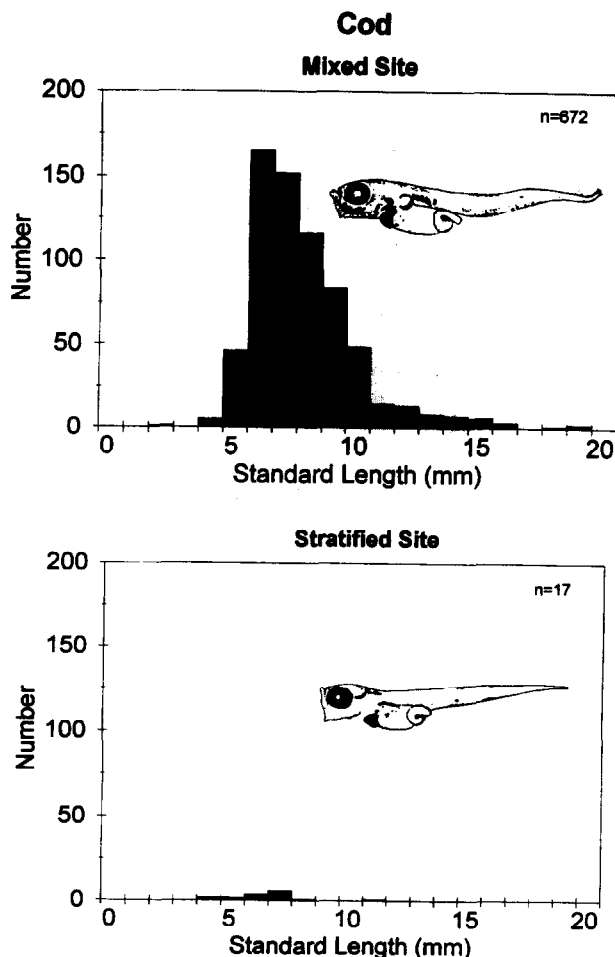 Cod
Mixed Site
n=672
200
150
100
50
0
Number
0 5 10 15 20
Standard Length (mm)
Stratified Site
n=17
200
150
100
50
0
Number
0 5 10 15 20
Standard Length (mm)